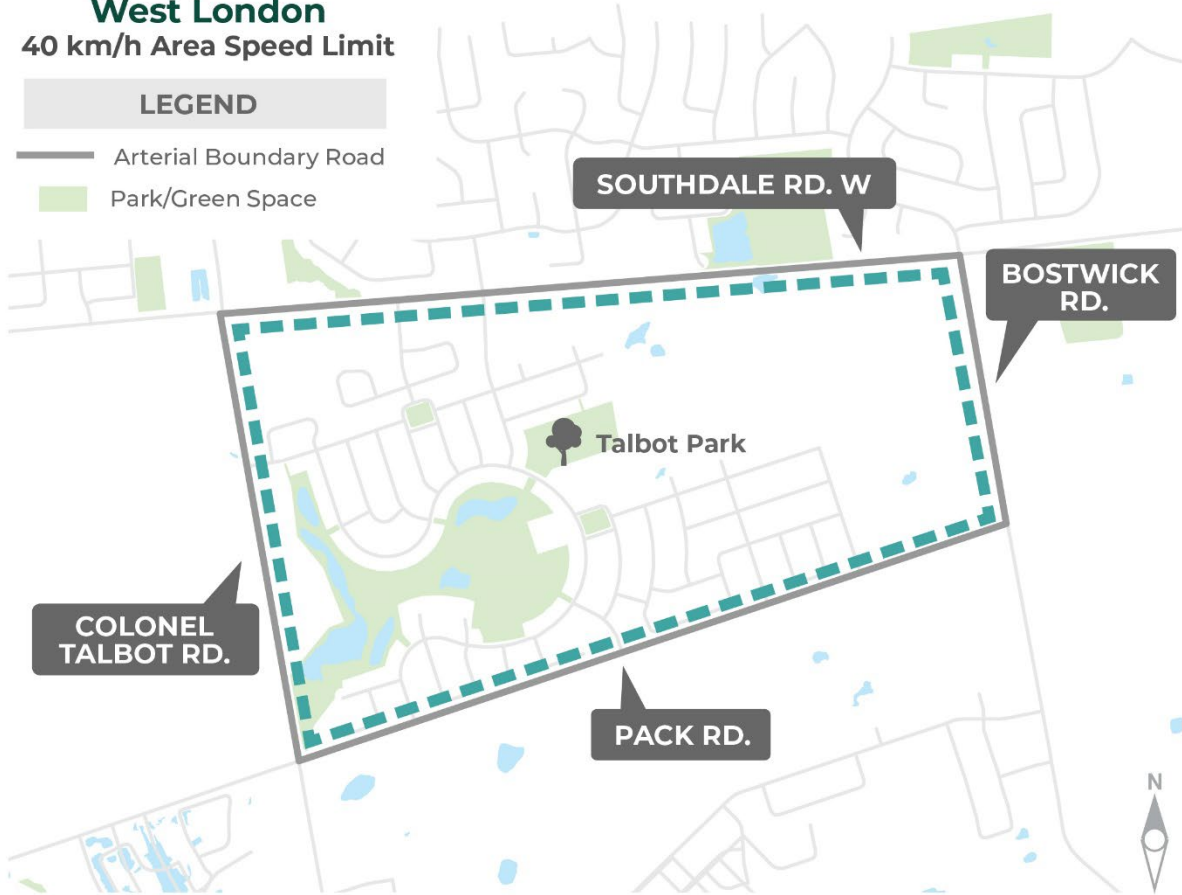 West London
40 km/h Area Speed Limit
LEGEND
Arterial Boundary Road
Park/Green Space
SOUTHDALE RD. W
BOSTWICK
RD.
Talbot Park
COLONEL
TALBOT RD.
PACK RD.
N